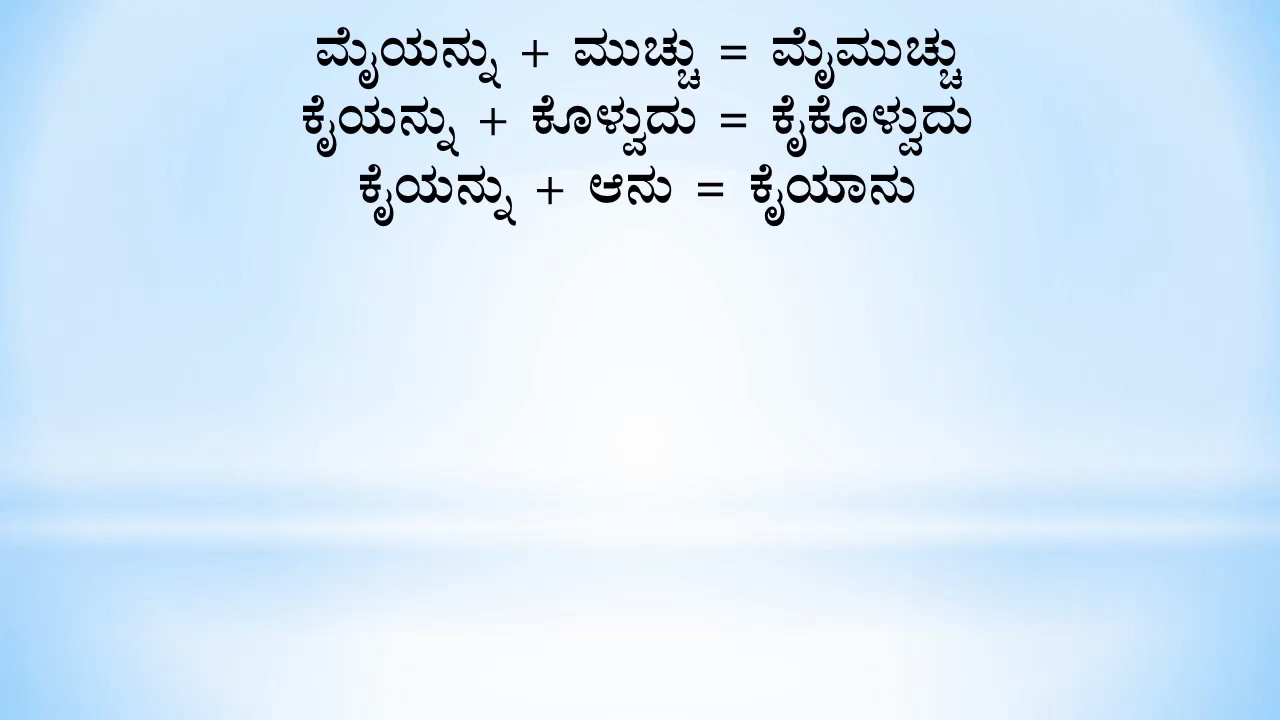 ಮೈಯನ್ನು + ಮುಚ್ಚು = ಮೈಮುಚ್ಚು
ಕೈಯನ್ನು + ಕೊಳ್ವುದು = ಕೈಕೊಳ್ವುದು
ಕೈಯನ್ನು + ಆನು = ಕೈಯಾನು